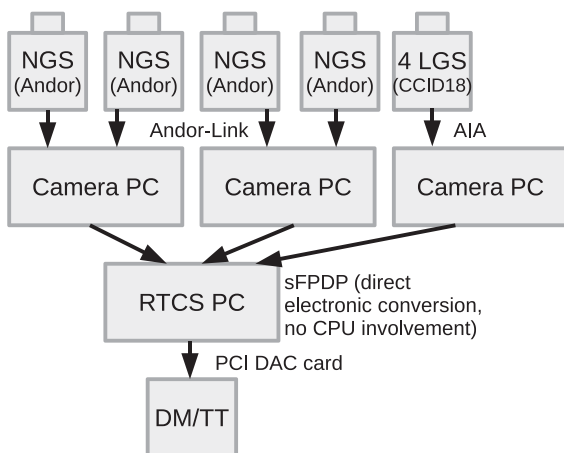 NGS
(Andor)
NGS
(Andor)
NGS
(Andor)
NGS
(Andor)
4 LGS
(CCID18)
Andor-Link
AIA
Camera PC
Camera PC
Camera PC
RTCS PC
sFPDP (direct
electronic conversion,
no CPU involvement)
PCI DAC card
DM/TT